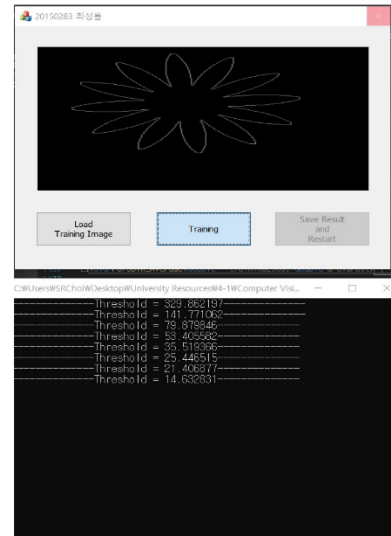 20150283 최성률
Load
Training Image
Training
Save Result
and
Restart
C:₩Users₩SRChoi₩Desktop₩University Resources₩4-1₩Computer Visi...
---------------Threshold = 329.862197---------------
---------------Threshold = 141.771062---------------
---------------Threshold = 79.879846---------------
---------------Threshold = 53.405582---------------
---------------Threshold = 35.519366---------------
---------------Threshold = 25.446515---------------
---------------Threshold = 21.406877---------------
---------------Threshold = 14.632831---------------